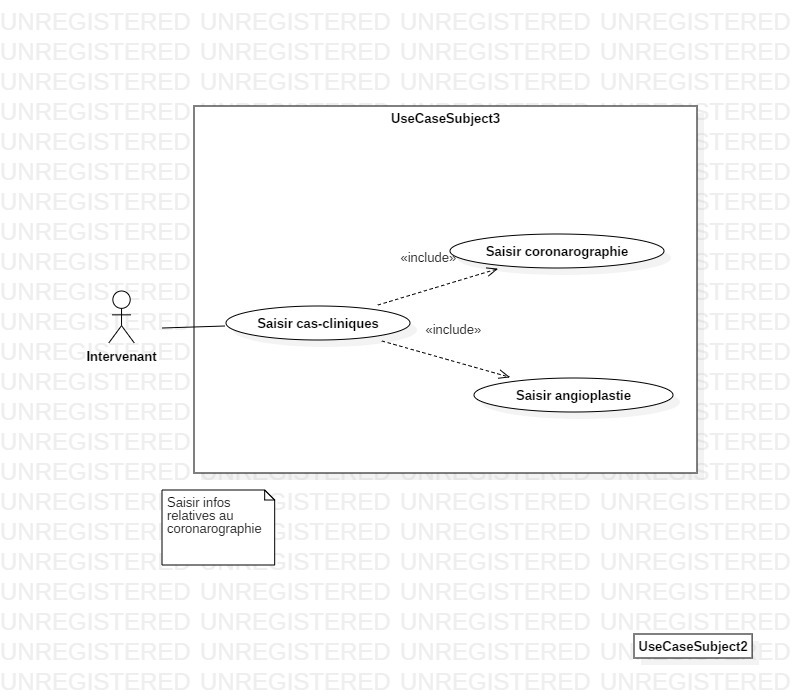 UNREGISTERED UNREGISTERED UNREGISTERED UNREGISTERED
UseCaseSubject3
«include»
Saisir coronarographie
Saisir cas-cliniques
«include»
Intervenant
Saisir angioplastie
Saisir infos
relatives au
coronarographie
UseCaseSubject2